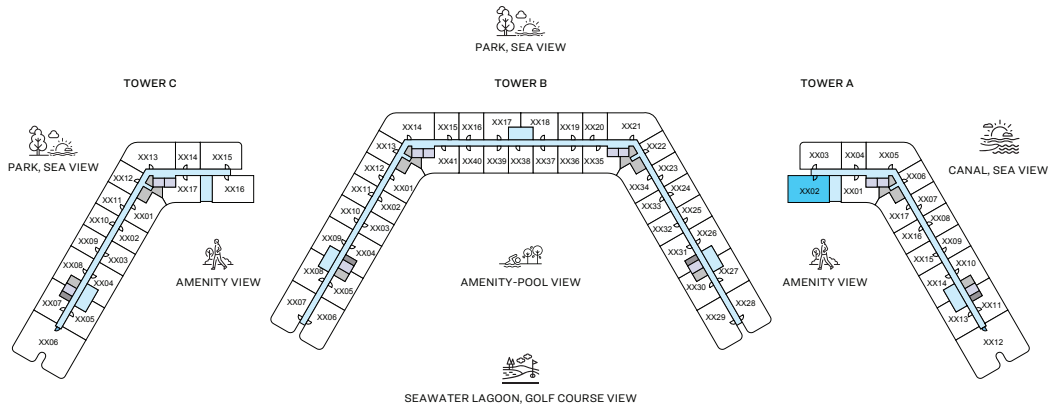 PARK, SEA VIEW
TOWER C
TOWER B
TOWER A
PARK, SEA VIEW
CANAL, SEA VIEW
XX13
XX14
XX15
XX12
XX17
XX16
XX11
XX01
XX10
XX02
XX09
XX03
XX08
XX04
XX07
XX05
XX06
AMENITY VIEW
XX14
XX15
XX16
XX17
XX18
XX19
XX20
XX21
XX13
XX41
XX40
XX39
XX38
XX37
XX36
XX35
XX22
XX12
XX01
XX34
XX23
XX11
XX02
XX33
XX24
XX10
XX03
XX32
XX25
XX09
XX04
XX31
XX26
XX08
XX05
XX30
XX27
XX07
XX06
XX29
XX28
AMENITY-POOL VIEW
XX03
XX04
XX05
XX02
XX01
XX06
XX17
XX07
XX16
XX08
XX15
XX09
XX14
XX10
XX13
XX11
XX12
AMENITY VIEW
SEAWATER LAGOON, GOLF COURSE VIEW